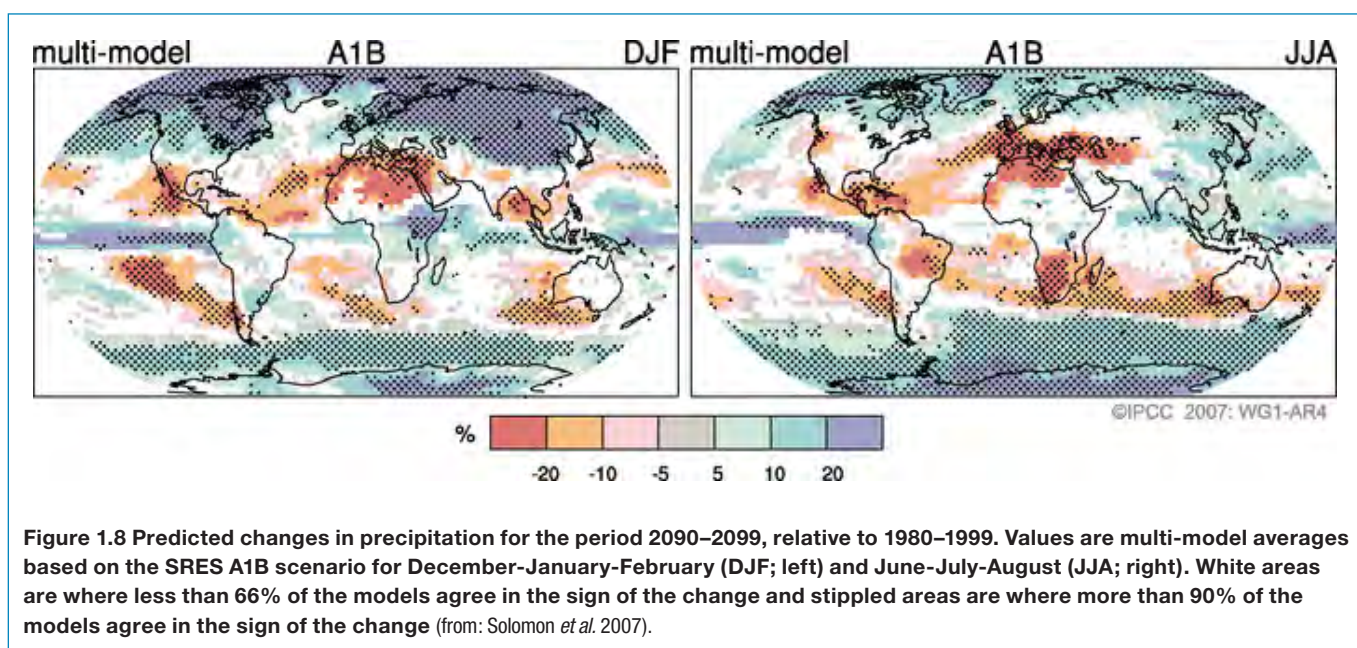 multi-model A1B DJF
multi-model A1B JJA
©IPCC 2007: WG1-AR4
%
-20 -10 -5 5 10 20
Figure 1.8 Predicted changes in precipitation for the period 2090–2099, relative to 1980–1999. Values are multi-model averages
based on the SRES A1B scenario for December-January-February (DJF; left) and June-July-August (JJA; right). White areas
are where less than 66% of the models agree in the sign of the change and stippled areas are where more than 90% of the
models agree in the sign of the change (from: Solomon et al. 2007).